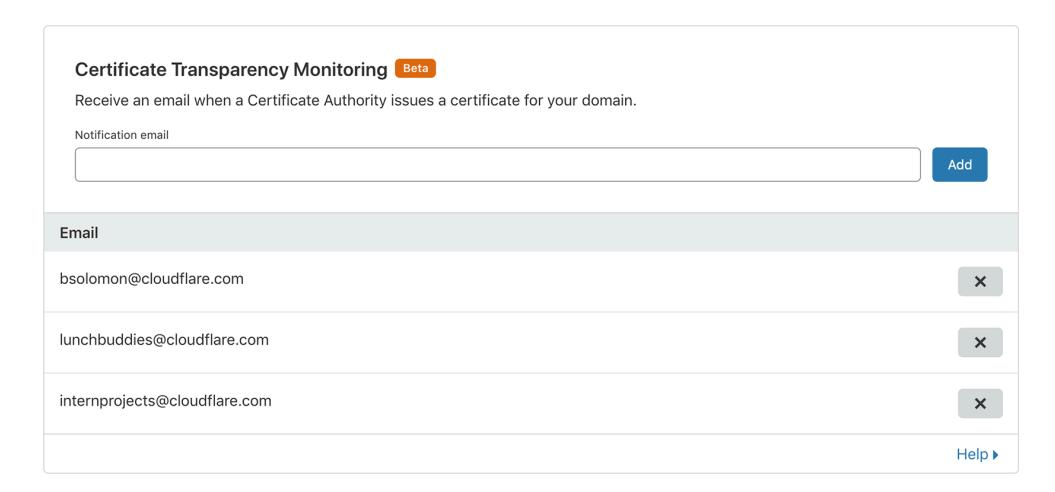 Certificate Transparency Monitoring Beta
Receive an email when a Certificate Authority issues a certificate for your domain.
Notification email
Add
Email
bsolomon@cloudflare.com
lunchbuddies@cloudflare.com
internprojects@cloudflare.com
Help